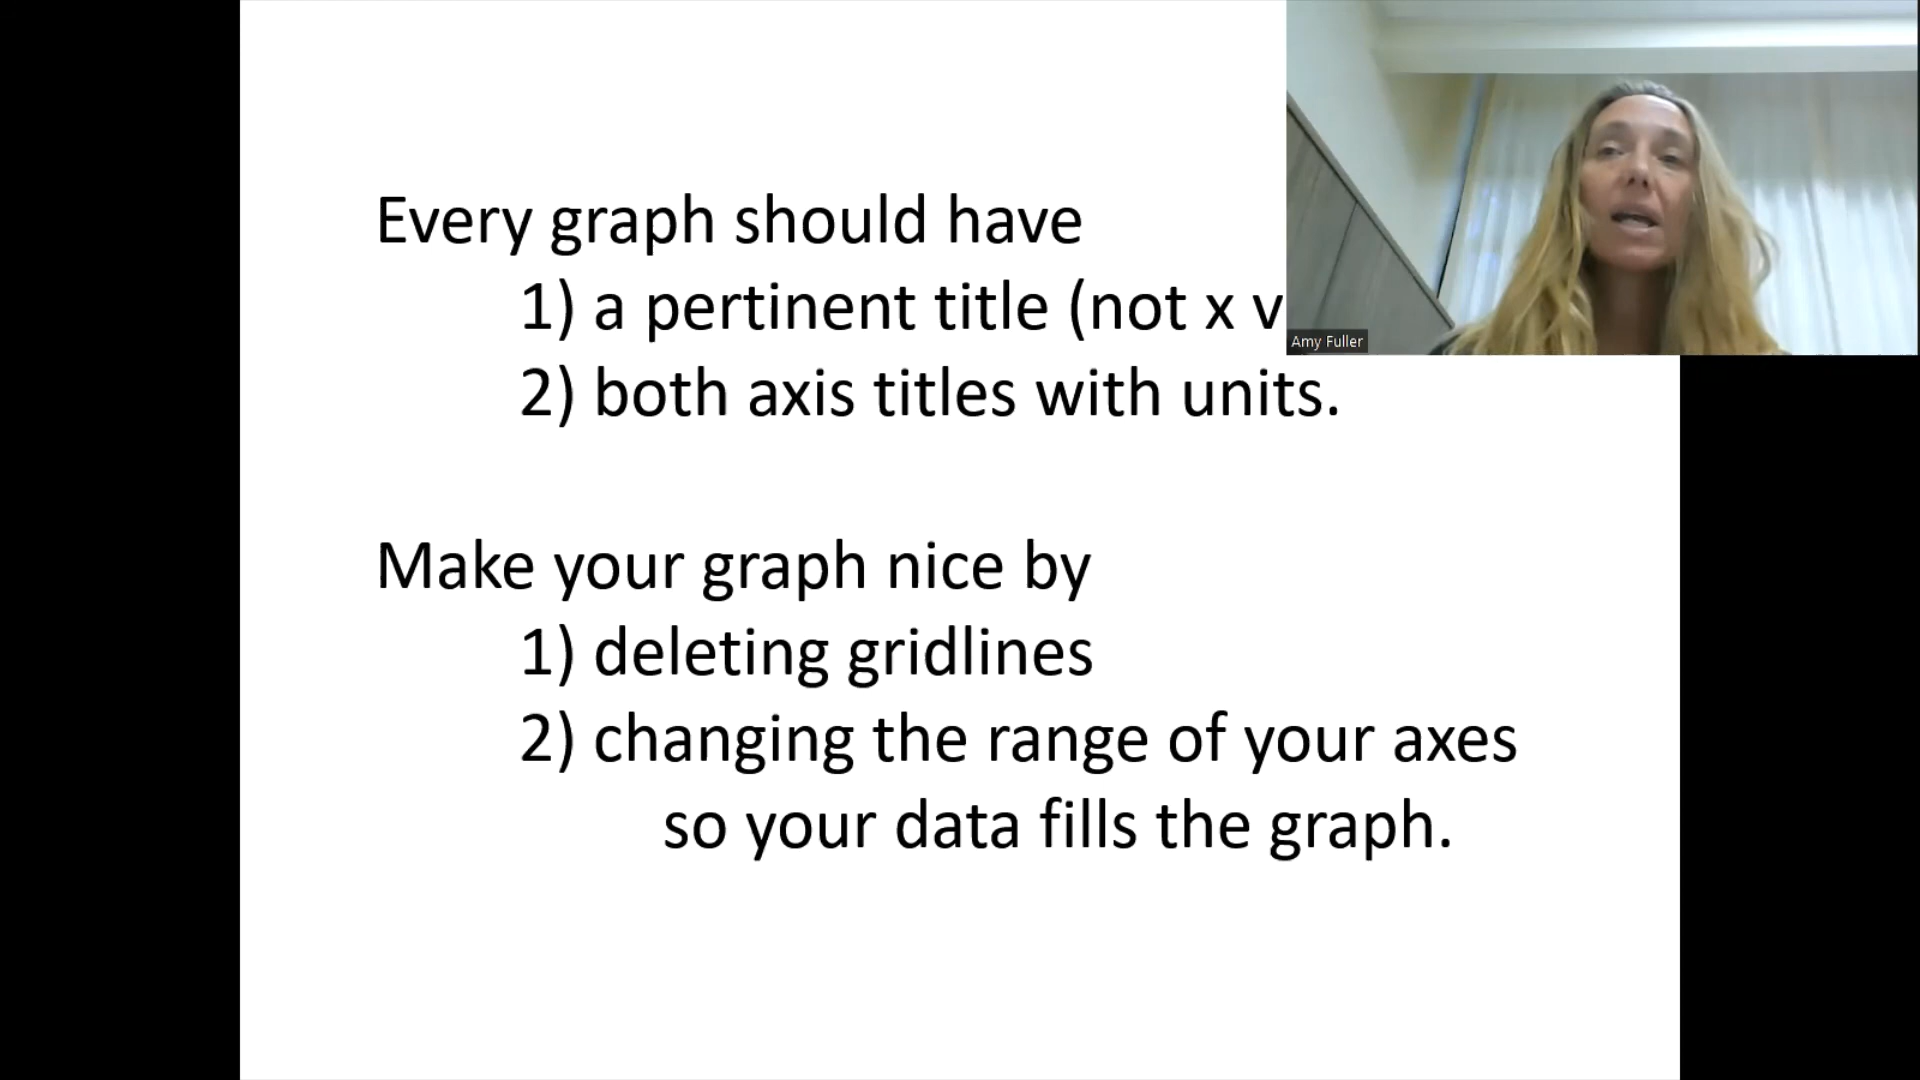 Every graph should have
1) a pertinent title (not x v
2) both axis titles with units.
Make your graph nice by
1) deleting gridlines
2) changing the range of your axes
so your data fills the graph.
Amy Fuller